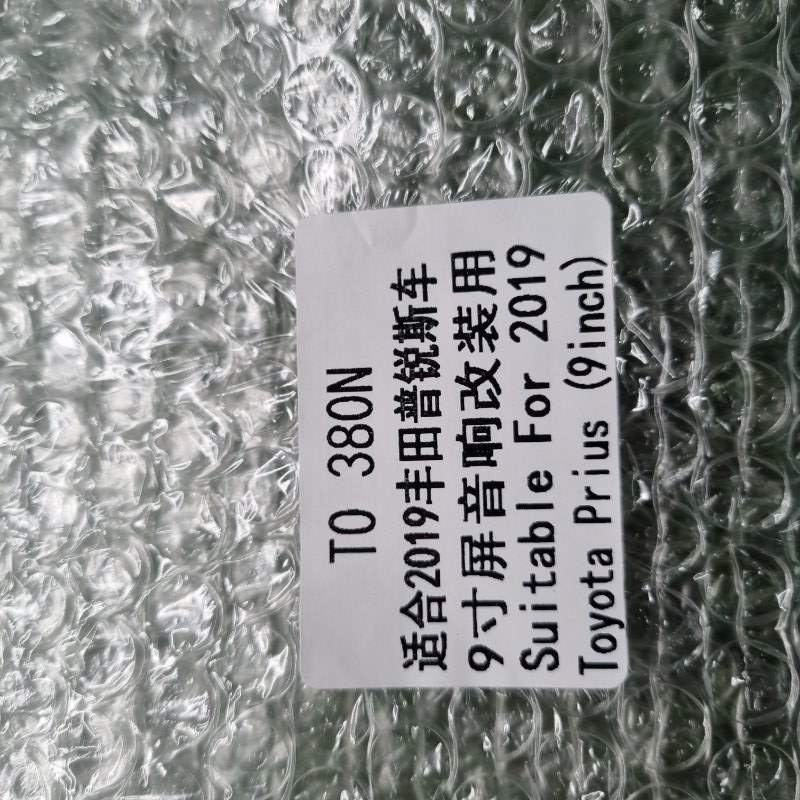 TO 380N
适合2019丰田普锐斯车
9寸屏音响改装用
Suitable For 2019
Toyota Prius (9inch)